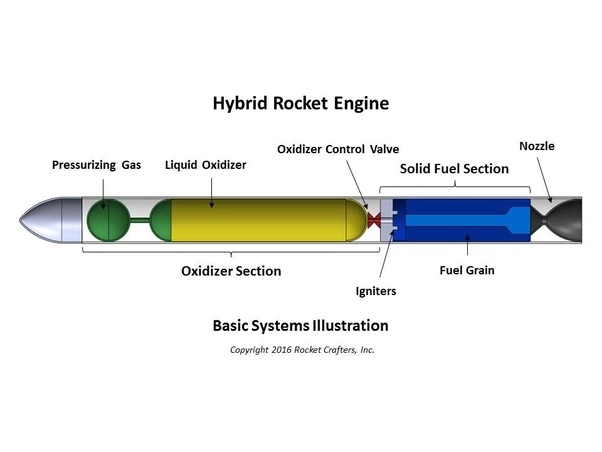 Hybrid Rocket Engine
Oxidizer Control Valve
Nozzle
Pressurizing Gas
Liquid Oxidizer
Solid Fuel Section
Oxidizer Section
Fuel Grain
Igniters
Basic Systems Illustration
Copyright 2016 Rocket Crafters, Inc.